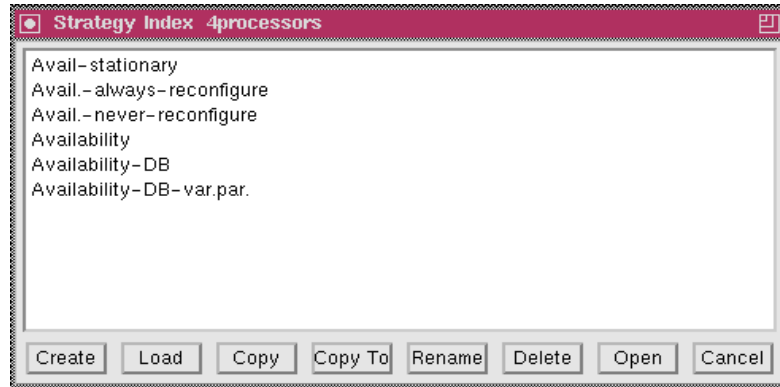 Strategy Index 4processors
Avail-stationary
Avail.-always-reconfigure
Avail.-never-reconfigure
Availability
Availability-DB
Availability-DB-var.par.
Create Load Copy Copy To Rename Delete Open Cancel